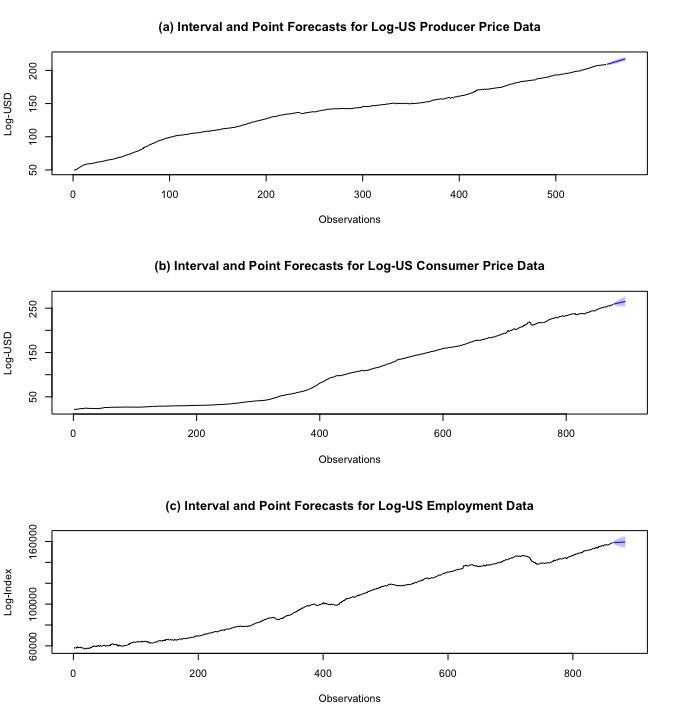 (a) Interval and Point Forecasts for Log-US Producer Price Data
Log-USD
200
150
100
50
0 100 200 300 400 500
Observations
(b) Interval and Point Forecasts for Log-US Consumer Price Data
Log-USD
250
150
50
0 200 400 600 800
Observations
(c) Interval and Point Forecasts for Log-US Employment Data
Log-Index
160000
100000
60000
0 200 400 600 800
Observations